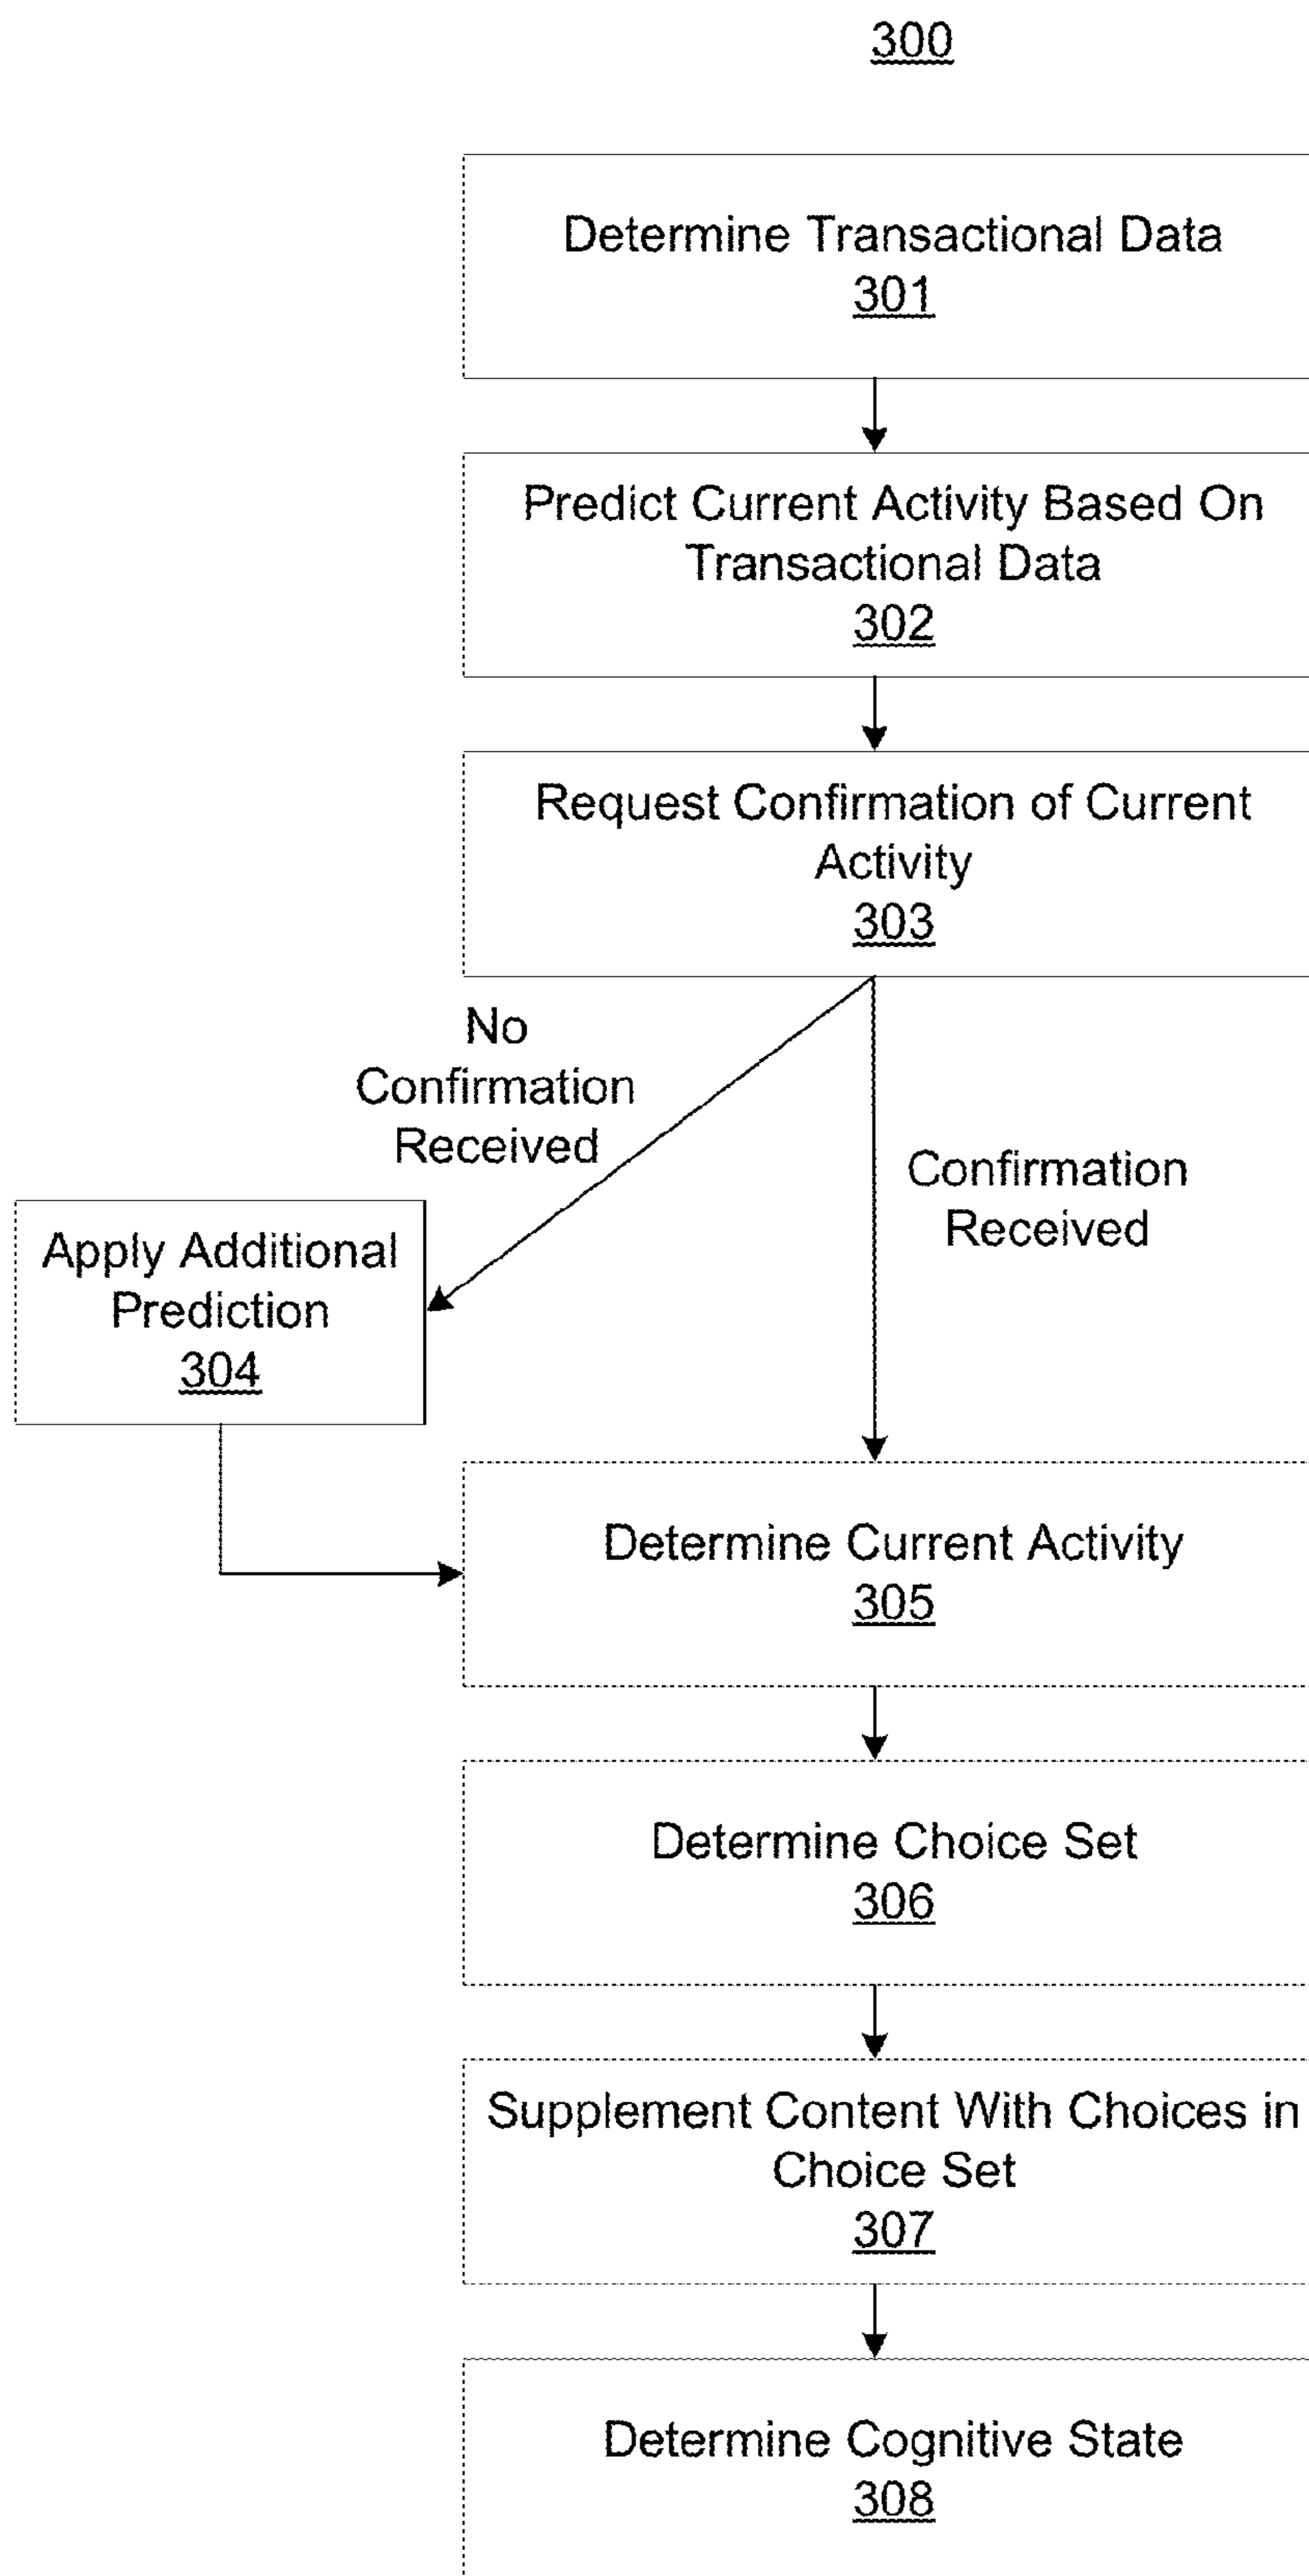 300
Determine Transactional Data
301
Predict Current Activity Based On
Transactional Data
302
Request Confirmation of Current
Activity
303
No
Confirmation
Received
Confirmation
Received
Apply Additional
Prediction
304
Determine Current Activity
305
Determine Choice Set
306
Supplement Content With Choices in
Choice Set
307
Determine Cognitive State
308